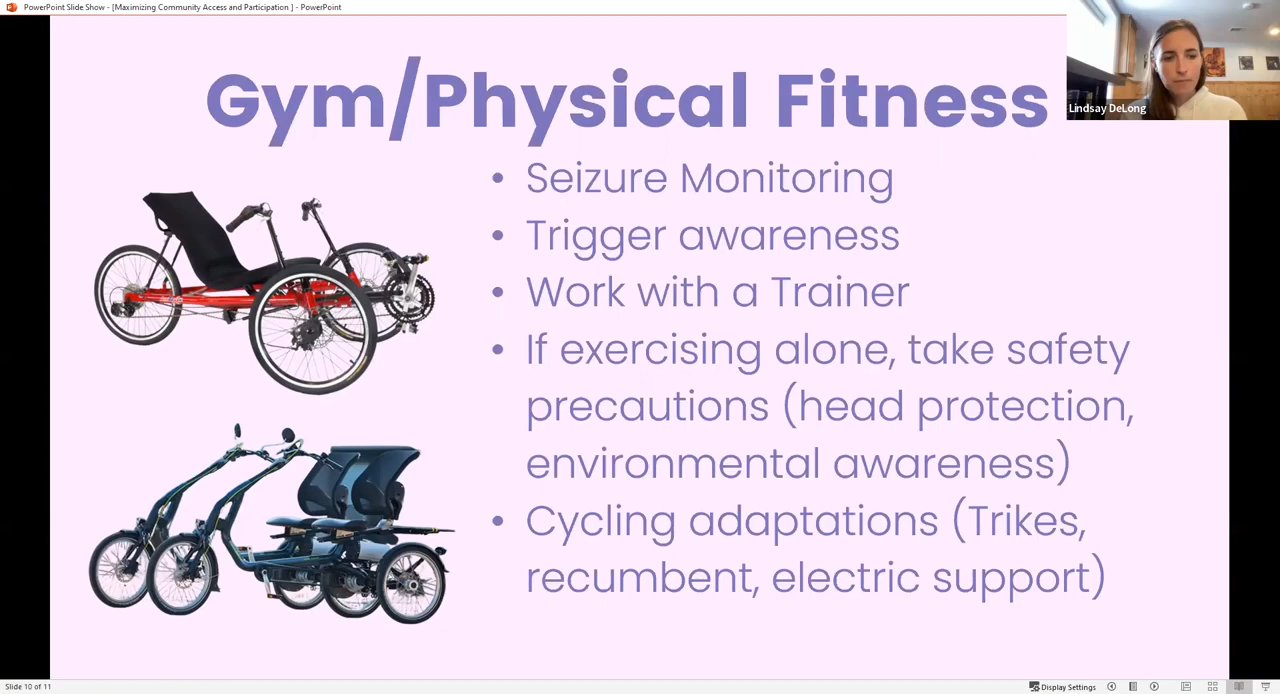 PowerPoint Slide Show - [Maximizing Community Access and Participation ] - PowerPoint
Gym/Physical Fitness
Lindsay DeLong
• Seizure Monitoring
• Trigger awareness
• Work with a Trainer
• If exercising alone, take safety
precautions (head protection,
environmental awareness)
• Cycling adaptations (Trikes,
recumbent, electric support)
Slide 10 of 11
Display Settings